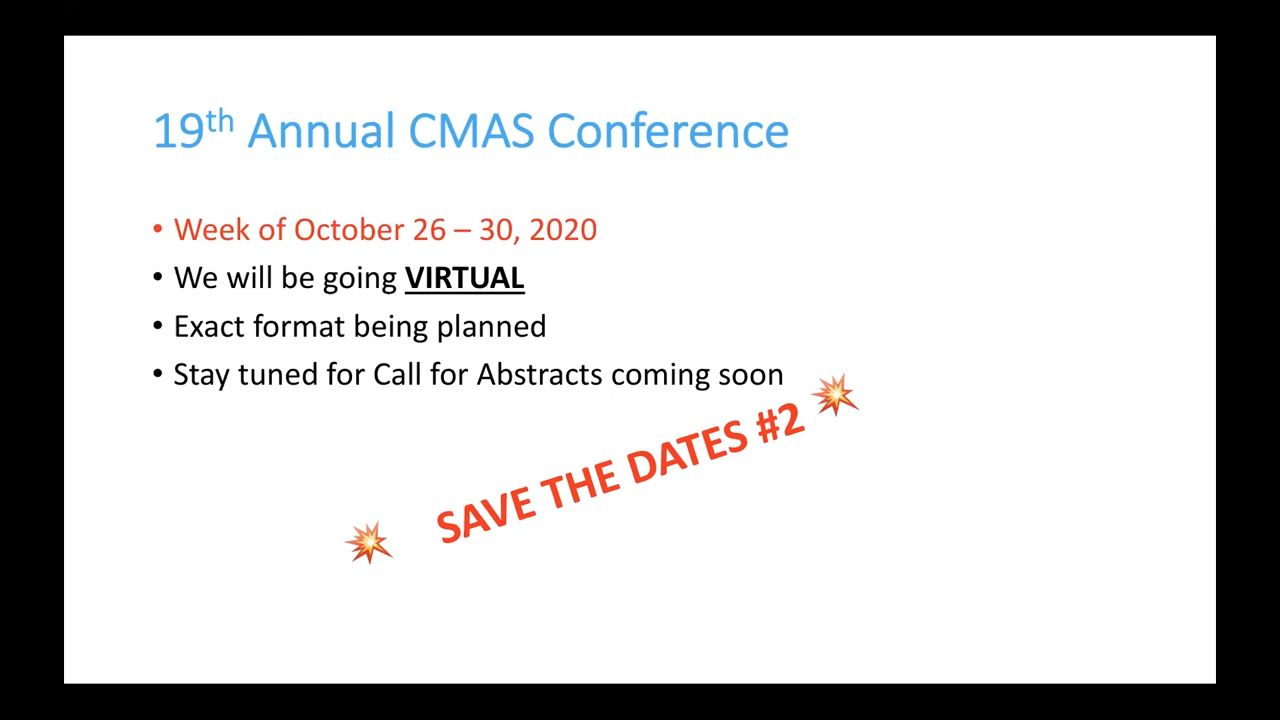 19th Annual CMAS Conference
• Week of October 26 – 30, 2020
• We will be going VIRTUAL
• Exact format being planned
• Stay tuned for Call for Abstracts coming soon
SAVE THE DATES #2